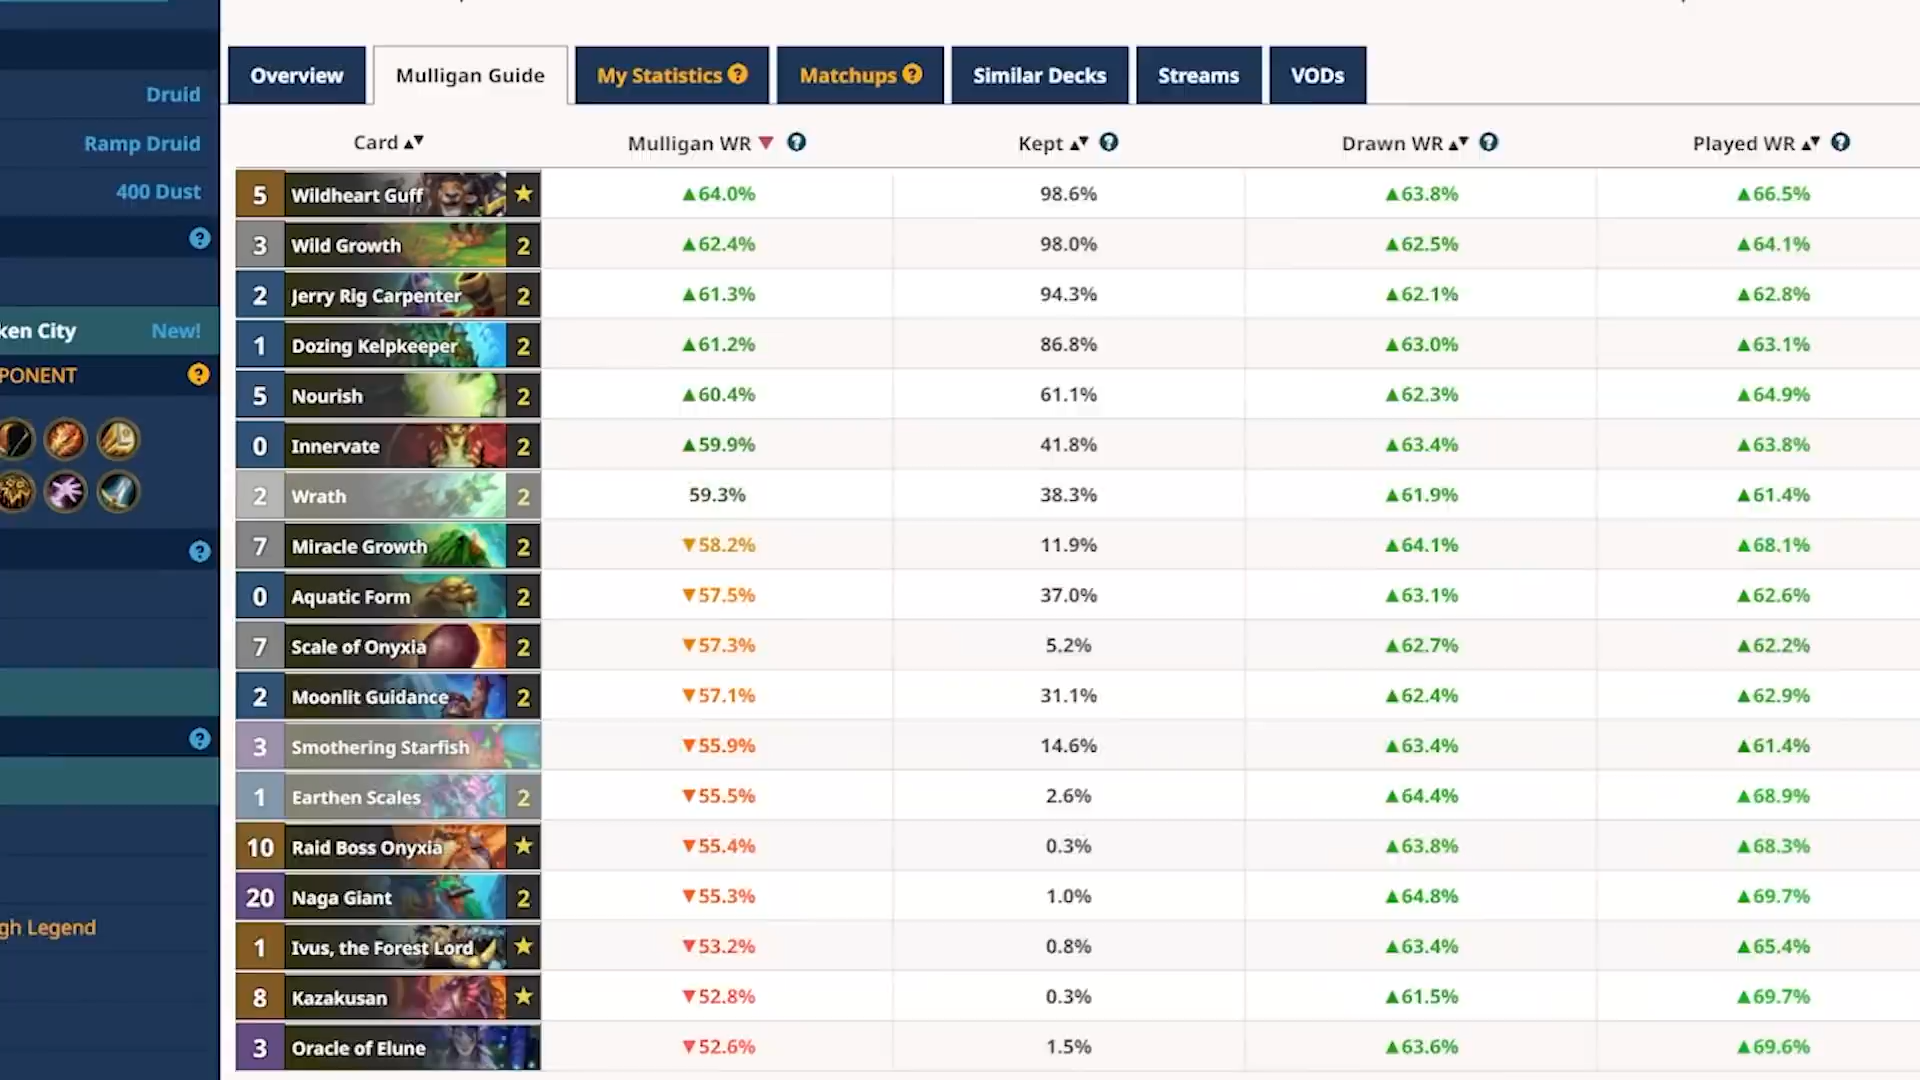 Overview Mulligan Guide My Statistics ? Matchups ? Similar Decks Streams VODs
Druid
Ramp Druid
400 Dust
?
ken City New!
PONENT ?
?
?
gh Legend
Card ▲▼ Mulligan WR ▼ ? Kept ▲▼ ? Drawn WR ▲▼ ? Played WR ▲▼ ?
5 Wildheart Guff ★ ▲64.0% 98.6% ▲63.8% ▲66.5%
3 Wild Growth 2 ▲62.4% 98.0% ▲62.5% ▲64.1%
2 Jerry Rig Carpenter 2 ▲61.3% 94.3% ▲62.1% ▲62.8%
1 Dozing Kelpkeeper 2 ▲61.2% 86.8% ▲63.0% ▲63.1%
5 Nourish 2 ▲60.4% 61.1% ▲62.3% ▲64.9%
0 Innervate 2 ▲59.9% 41.8% ▲63.4% ▲63.8%
2 Wrath 2 59.3% 38.3% ▲61.9% ▲61.4%
7 Miracle Growth 2 ▼58.2% 11.9% ▲64.1% ▲68.1%
0 Aquatic Form 2 ▼57.5% 37.0% ▲63.1% ▲62.6%
7 Scale of Onyxia 2 ▼57.3% 5.2% ▲62.7% ▲62.2%
2 Moonlit Guidance 2 ▼57.1% 31.1% ▲62.4% ▲62.9%
3 Smothering Starfish ▼55.9% 14.6% ▲63.4% ▲61.4%
1 Earthen Scales 2 ▼55.5% 2.6% ▲64.4% ▲68.9%
10 Raid Boss Onyxia ★ ▼55.4% 0.3% ▲63.8% ▲68.3%
20 Naga Giant 2 ▼55.3% 1.0% ▲64.8% ▲69.7%
1 Ivus, the Forest Lord ★ ▼53.2% 0.8% ▲63.4% ▲65.4%
8 Kazakusan ★ ▼52.8% 0.3% ▲61.5% ▲69.7%
3 Oracle of Elune ▼52.6% 1.5% ▲63.6% ▲69.6%